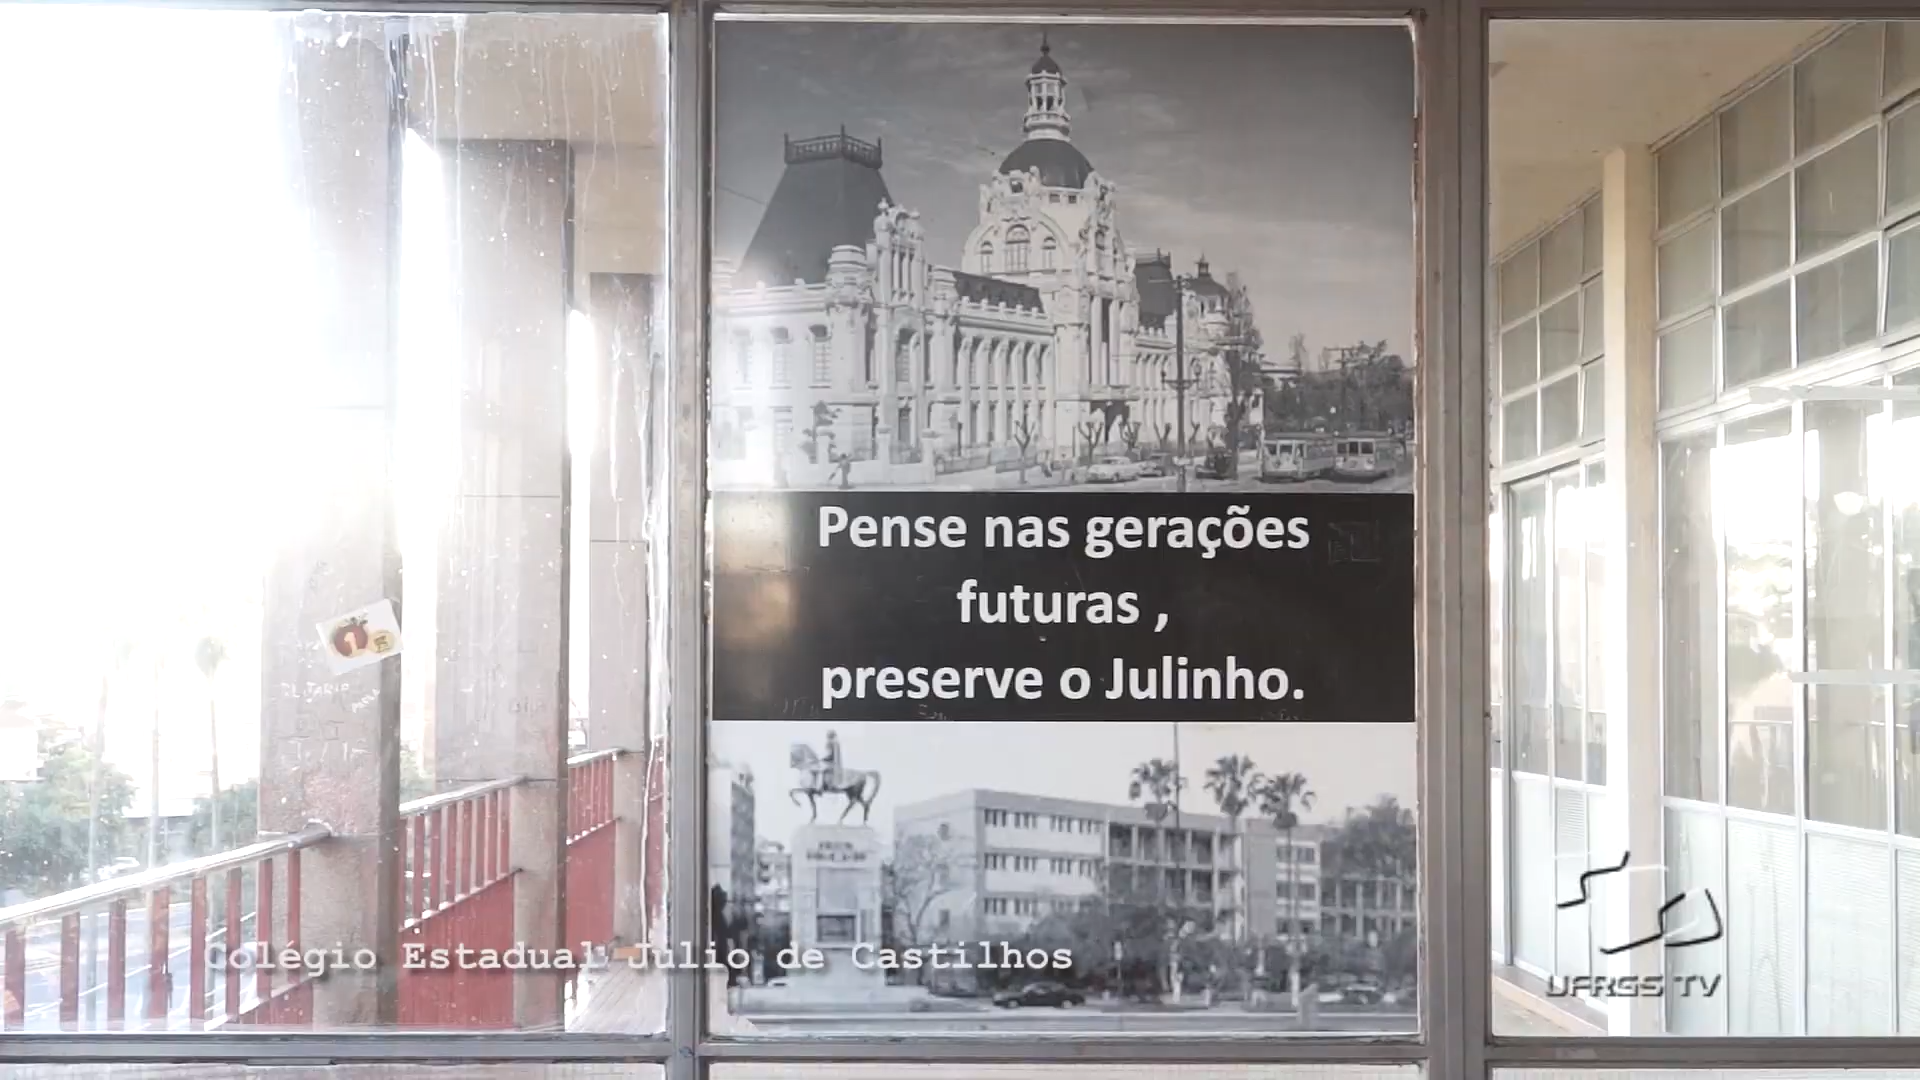 Pense nas gerações
futuras ,
preserve o Julinho.
Colégio Estadual Julio de Castilhos
UFRGS TV